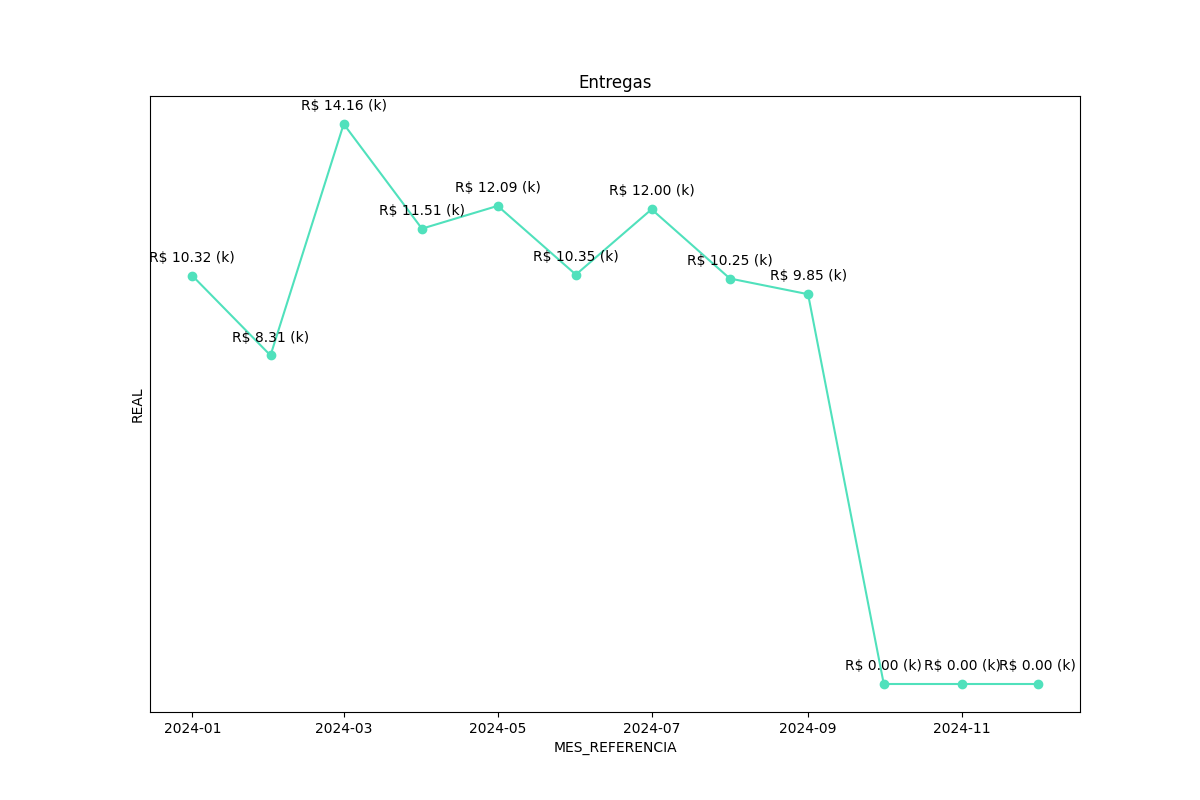 Entregas
R$ 14.16 (k)
R$ 12.09 (k)
R$ 12.00 (k)
R$ 11.51 (k)
R$ 10.32 (k)
R$ 10.35 (k)
R$ 10.25 (k)
R$ 9.85 (k)
R$ 8.31 (k)
REAL
R$ 0.00 (k)
R$ 0.00 (k)
R$ 0.00 (k)
2024-01
2024-03
2024-05
2024-07
2024-09
2024-11
MES_REFERENCIA